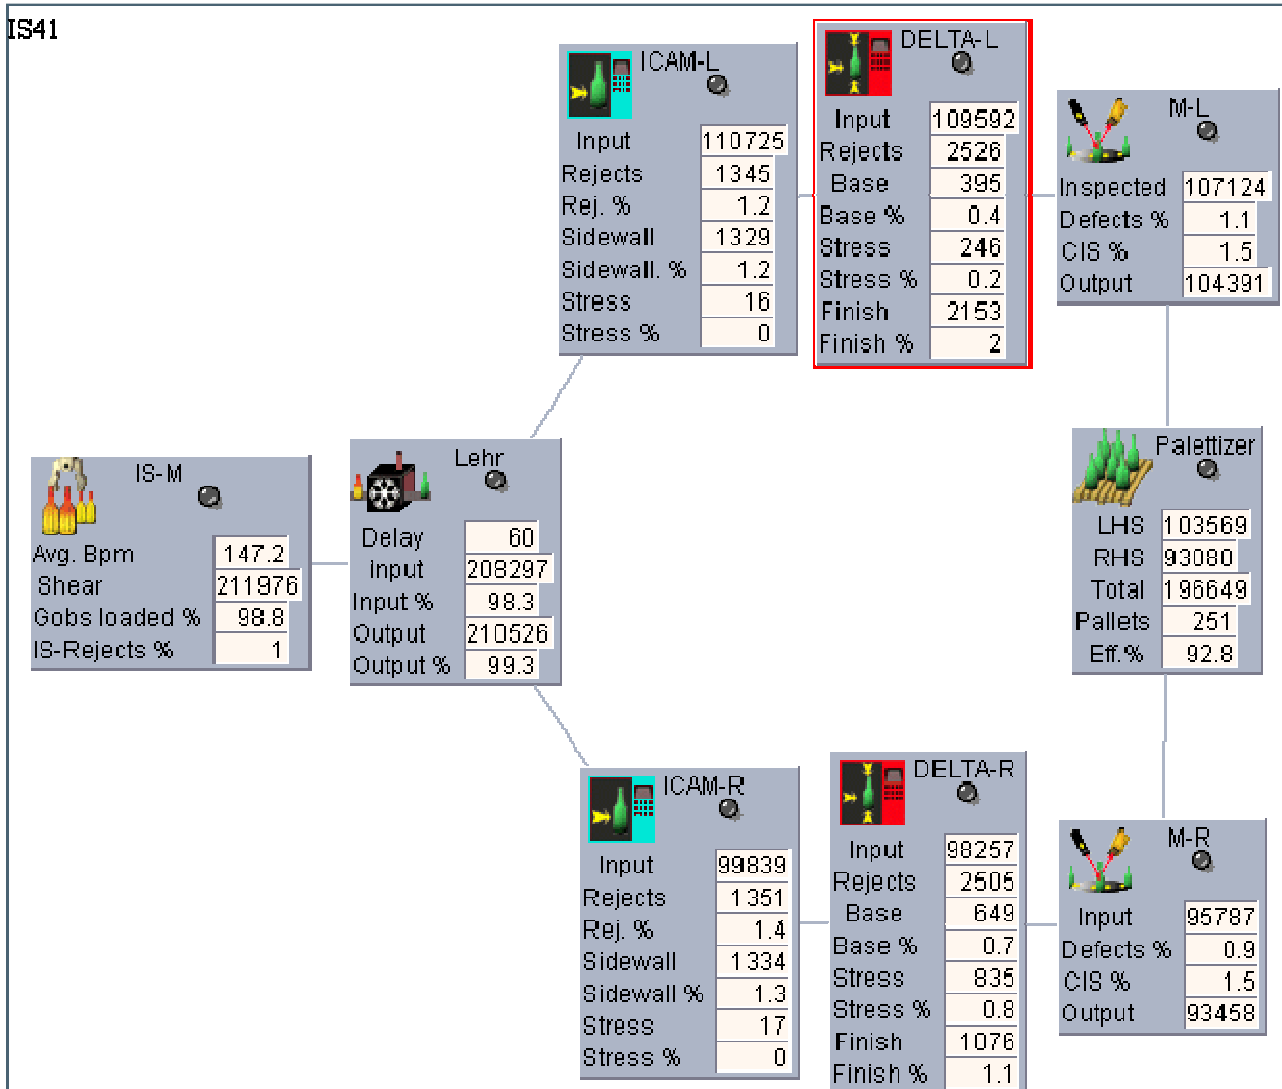 IS41
ICAM-L
Input 110725
Rejects 1345
Rej. % 1.2
Sidewall 1329
Sidewall. % 1.2
Stress 16
Stress % 0
DELTA-L
Input 109592
Rejects 2526
Base 395
Base % 0.4
Stress 246
Stress % 0.2
Finish 2153
Finish % 2
M-L
Inspected 107124
Defects % 1.1
CIS % 1.5
Output 104391
IS-M
Avg. Bpm 147.2
Shear 211976
Gobs loaded % 98.8
IS-Rejects % 1
Lehr
Delay 60
input 208297
Input % 98.3
Output 210526
Output % 99.3
Palettizer
LHS 103569
RHS 93080
Total 196649
Pallets 251
Eff.% 92.8
ICAM-R
Input 99839
Rejects 1351
Rej. % 1.4
Sidewall 1334
Sidewall % 1.3
Stress 17
Stress % 0
DELTA-R
Input 98257
Rejects 2505
Base 649
Base % 0.7
Stress 835
Stress % 0.8
Finish 1076
Finish % 1.1
M-R
Input 95787
Defects % 0.9
CIS % 1.5
Output 93458